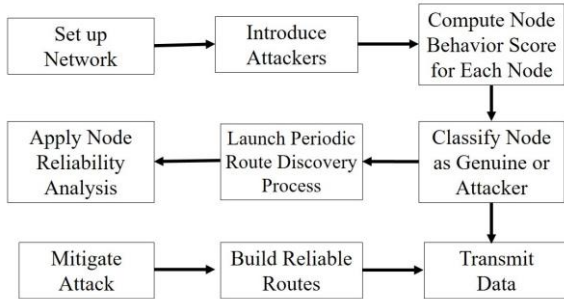 Set up
Network
Introduce
Attackers
Compute Node
Behavior Score
for Each Node
Apply Node
Reliability
Analysis
Launch Periodic
Route Discovery
Process
Classify Node
as Genuine or
Attacker
Mitigate
Attack
Build Reliable
Routes
Transmit
Data